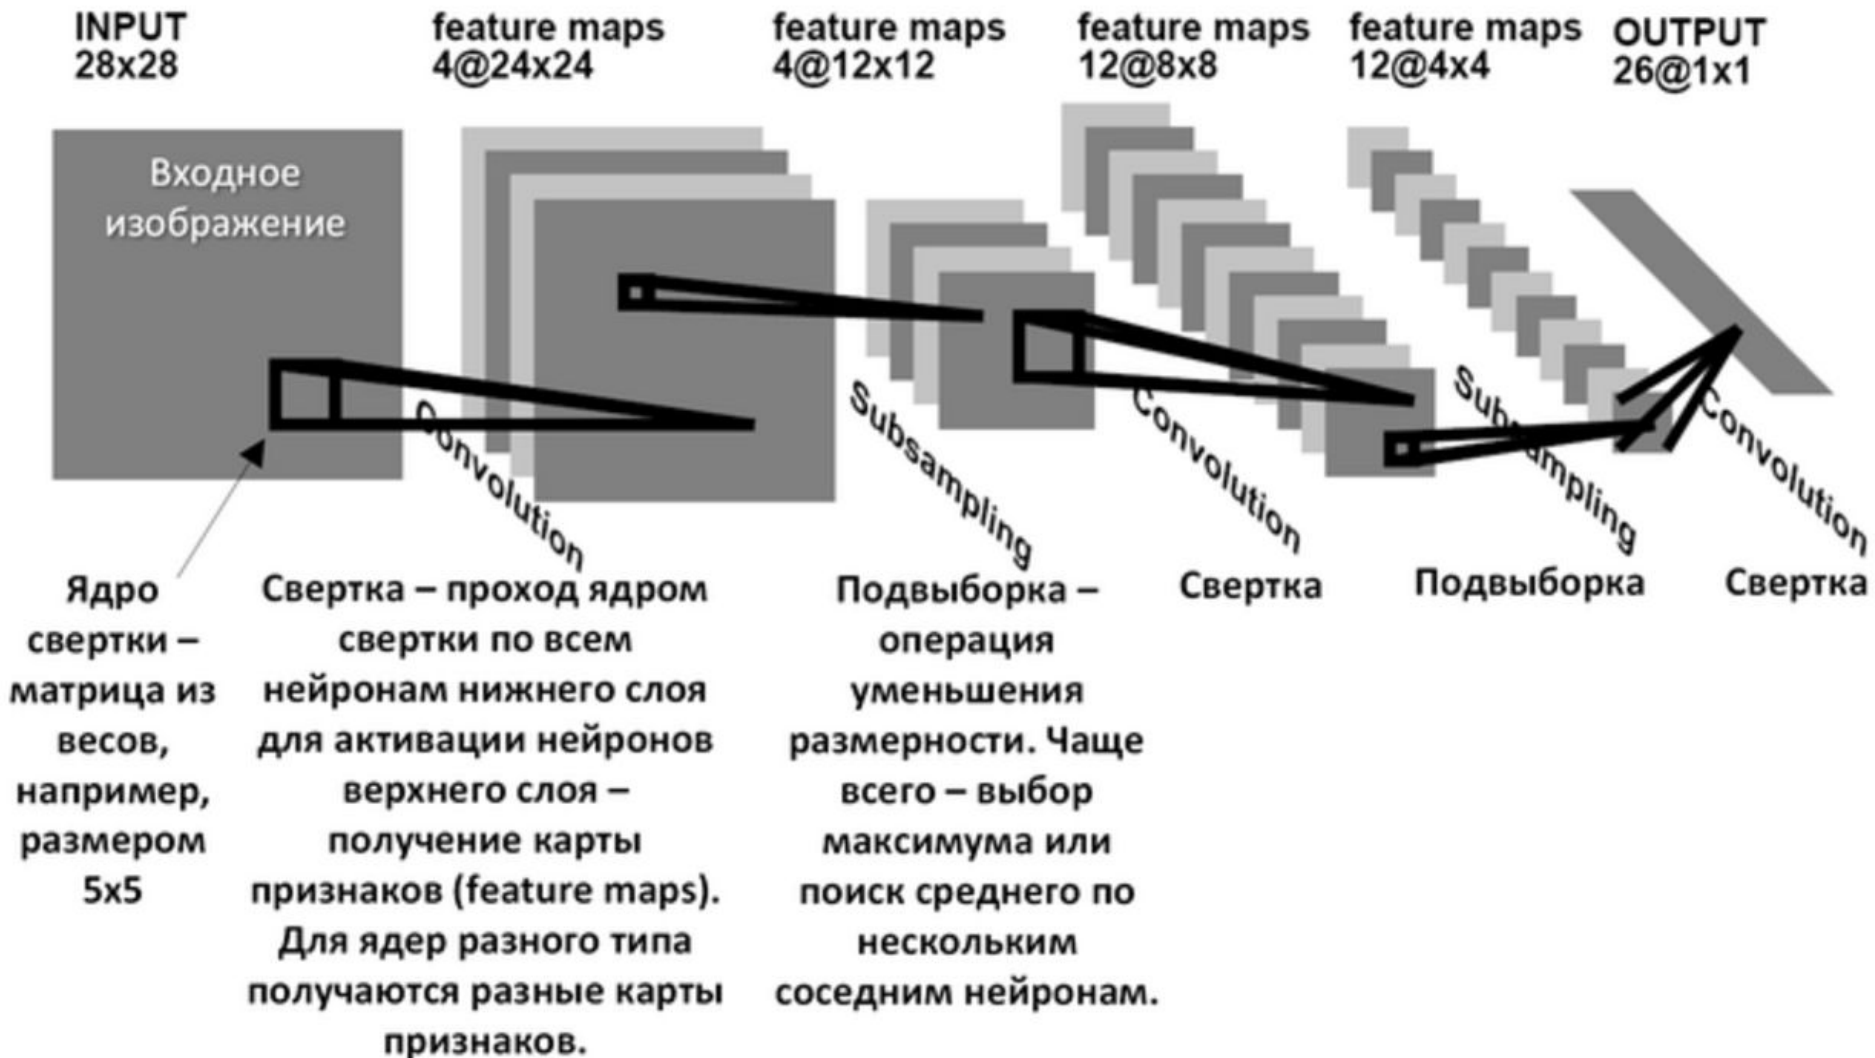 INPUT
28x28
feature maps
4@24x24
feature maps
4@12x12
feature maps
12@8x8
feature maps
12@4x4
OUTPUT
26@1x1
Входное
изображение
Convolution
Subsampling
Convolution
Subsampling
Convolution
Ядро
свертки –
матрица из
весов,
например,
размером
5x5
Свертка – проход ядром
свертки по всем
нейронам нижнего слоя
для активации нейронов
верхнего слоя –
получение карты
признаков (feature maps).
Для ядер разного типа
получаются разные карты
признаков.
Подвыборка –
операция
уменьшения
размерности. Чаще
всего – выбор
максимума или
поиск среднего по
нескольким
соседним нейронам.
Свертка
Подвыборка
Свертка